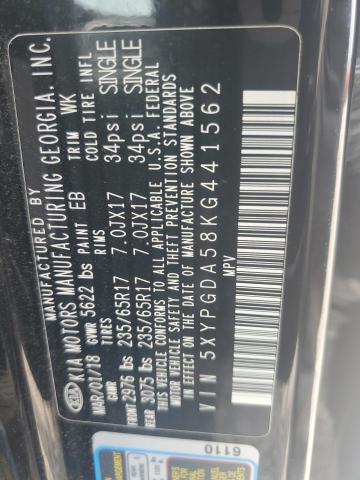 MANUFACTURED BY
KIA KIA MOTORS MANUFACTURING GEORGIA, INC.
MAR/07/18 GVWR 5622 lbs PAINT EB TRIM WK
GAWR RIMS COLD TIRE INFL
FRONT 2976 lbs 235/65R17 7.0JX17 34psi SINGLE
REAR 3075 lbs 235/65R17 7.0JX17 34psi SINGLE
THIS VEHICLE CONFORMS TO ALL APPLICABLE U.S.A. FEDERAL
MOTOR VEHICLE SAFETY AND THEFT PREVENTION STANDARDS
IN EFFECT ON THE DATE OF MANUFACTURE SHOWN ABOVE
VIN 5XYPGDA58KG441562
MPV
6110